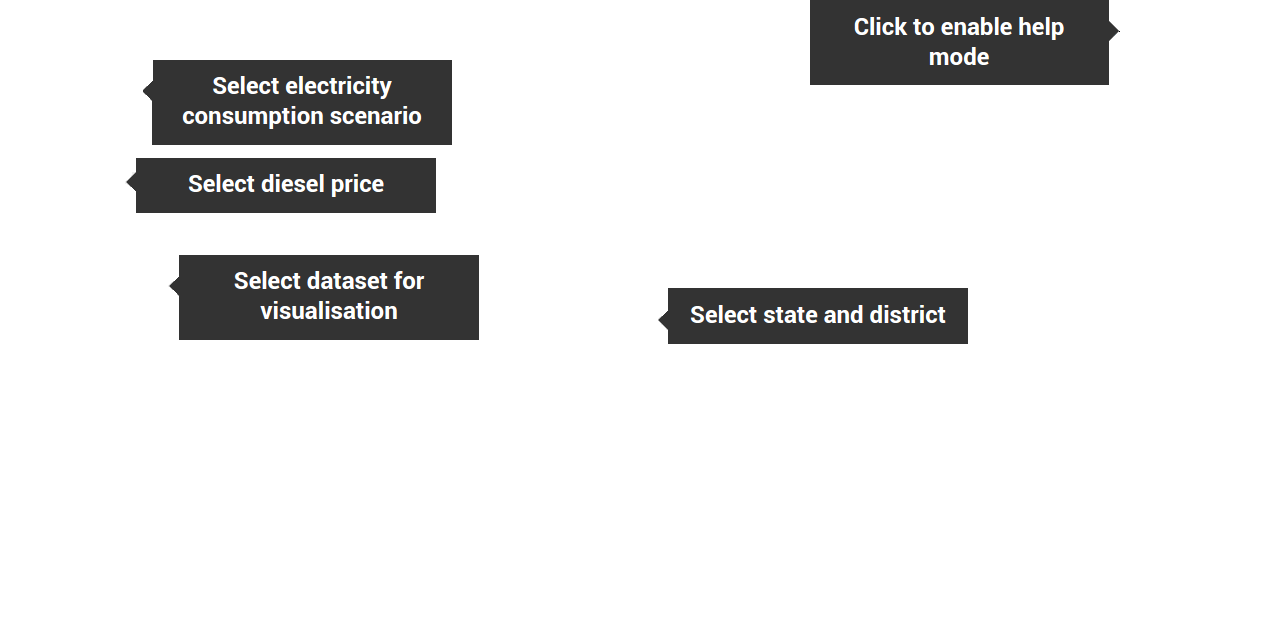 Click to enable help
mode
Select electricity
consumption scenario
Select diesel price
Select dataset for
visualisation
Select state and district